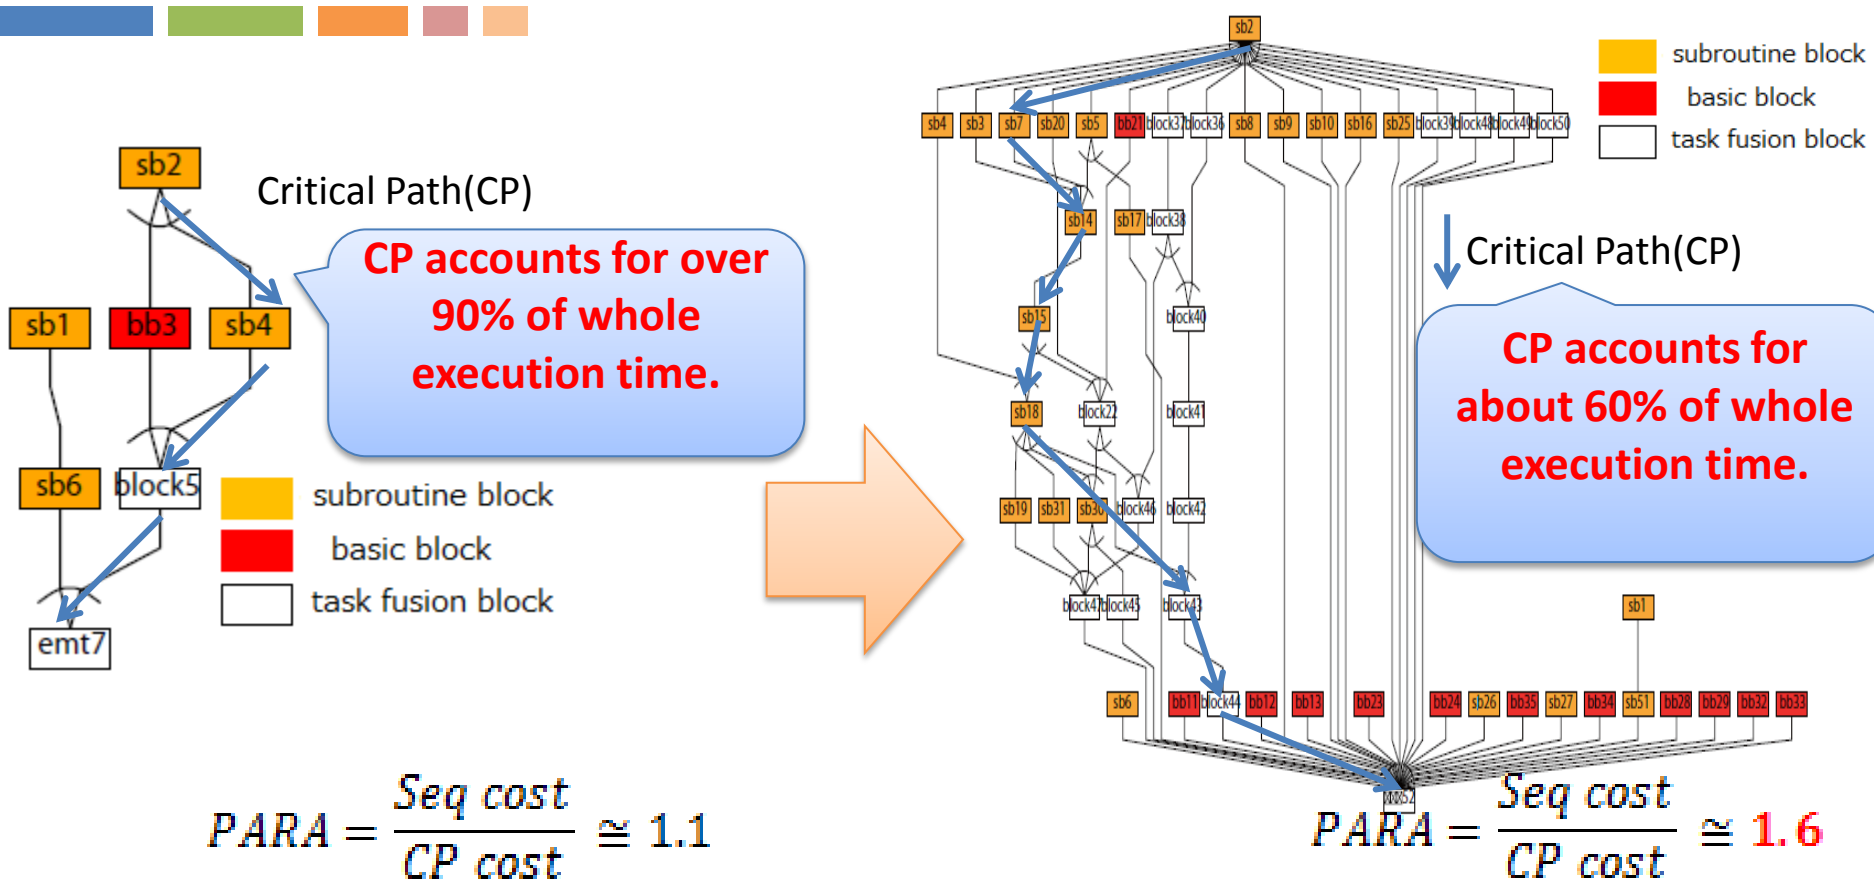 sb2
Critical Path(CP)
CP accounts for over
90% of whole
execution time.
sb1 bb3 sb4
sb6 block5
emt7
subroutine block
basic block
task fusion block
PARA = Seq cost / CP cost ≅ 1.1
sb2
subroutine block
basic block
task fusion block
sb4 sb3 sb7 sb20 sb5 bb21 block37 block36 sb8 sb9 sb10 sb16 sb25 block39 block48 block49 block50
sb14 sb17 block38
Critical Path(CP)
CP accounts for
about 60% of whole
execution time.
sb15 block40
sb18 block22 block41
sb19 sb31 sb30 block46 block42
block47 block45 block43 sb1
sb6 bb11 block44 bb12 bb13 bb23 bb24 sb26 bb35 sb27 bb34 sb51 bb28 bb29 bb32 bb33
PARA = Seq cost / CP cost ≅ 1.6